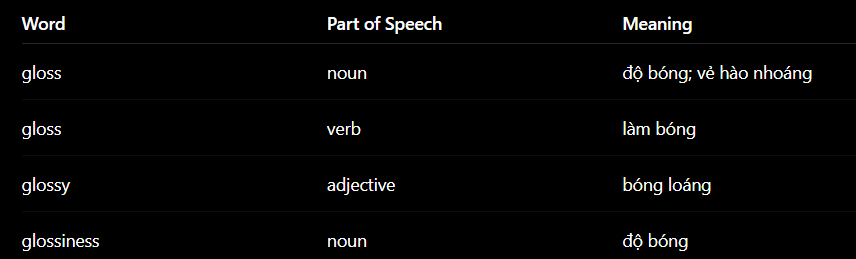 Word Part of Speech Meaning
gloss noun độ bóng; vẻ hào nhoáng
gloss verb làm bóng
glossy adjective bóng loáng
glossiness noun độ bóng